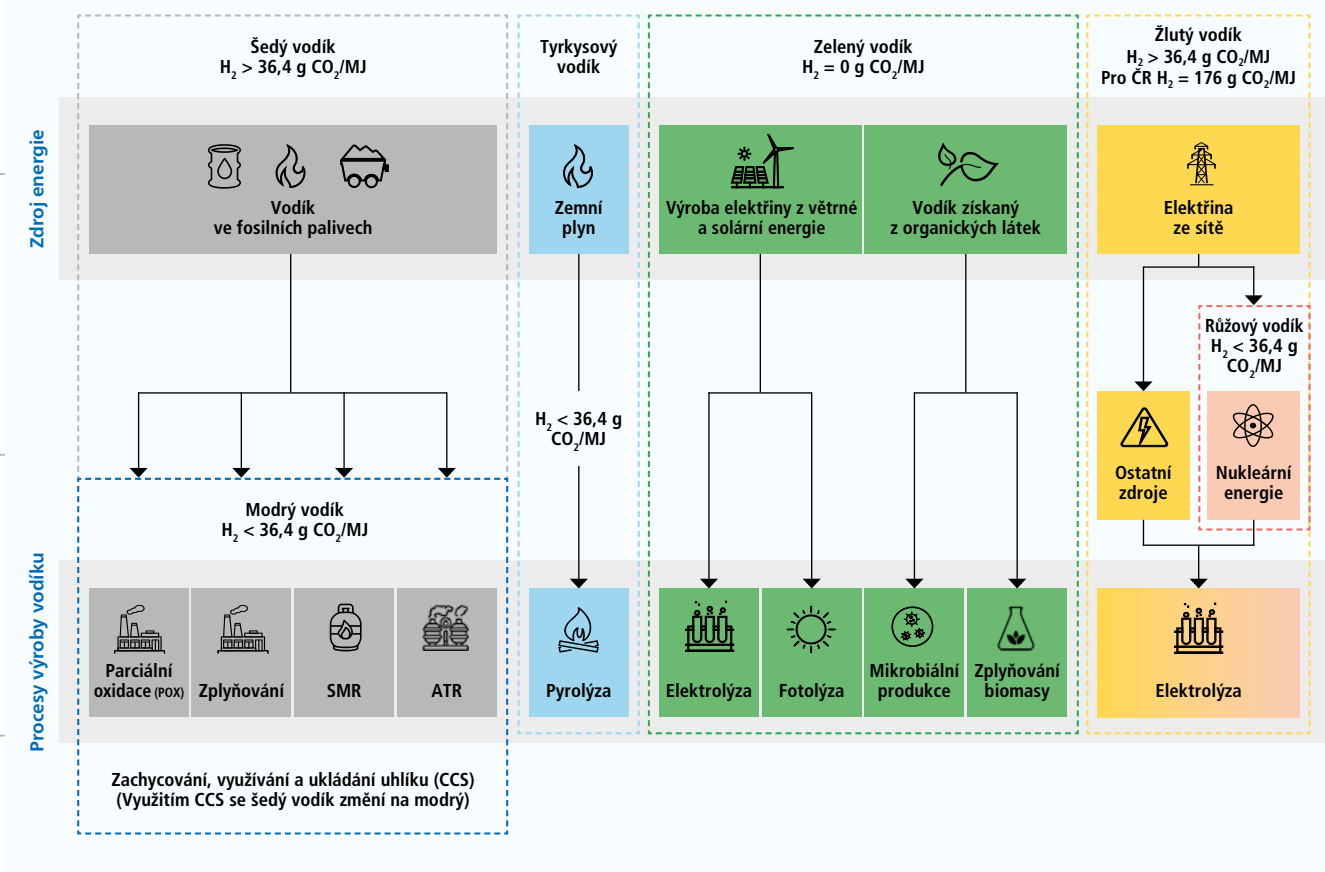 Šedý vodík
H₂ > 36,4 g CO₂/MJ
Tyrkysový
vodík
Zelený vodík
H₂ = 0 g CO₂/MJ
Žlutý vodík
H₂ > 36,4 g CO₂/MJ
Pro ČR H₂ = 176 g CO₂/MJ
Zdroj energie
Vodík
ve fosilních palivech
Zemní
plyn
Výroba elektřiny z větrné
a solární energie
Vodík získaný
z organických látek
Elektřina
ze sítě
Růžový vodík
H₂ < 36,4 g
CO₂/MJ
H₂ < 36,4 g
CO₂/MJ
Ostatní
zdroje
Nukleární
energie
Modrý vodík
H₂ < 36,4 g CO₂/MJ
Procesy výroby vodíku
Parciální
oxidace (POX)
Zplyňování
SMR
ATR
Pyrolýza
Elektrolýza
Fotolýza
Mikrobiální
produkce
Zplyňování
biomasy
Elektrolýza
Zachycování, využívání a ukládání uhlíku (CCS)
(Využitím CCS se šedý vodík změní na modrý)